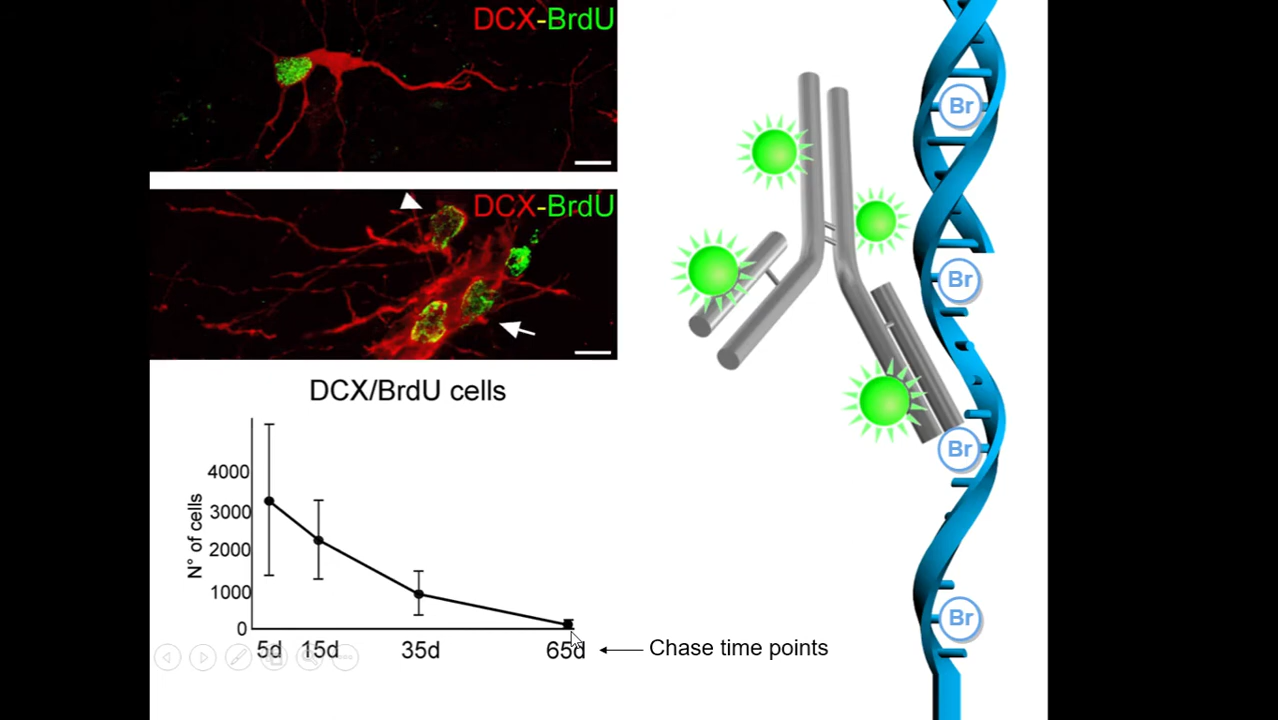 DCX-BrdU
DCX-BrdU
DCX/BrdU cells
N° of cells
4000
3000
2000
1000
0
5d 15d 35d 65d
Chase time points
Br
Br
Br
Br